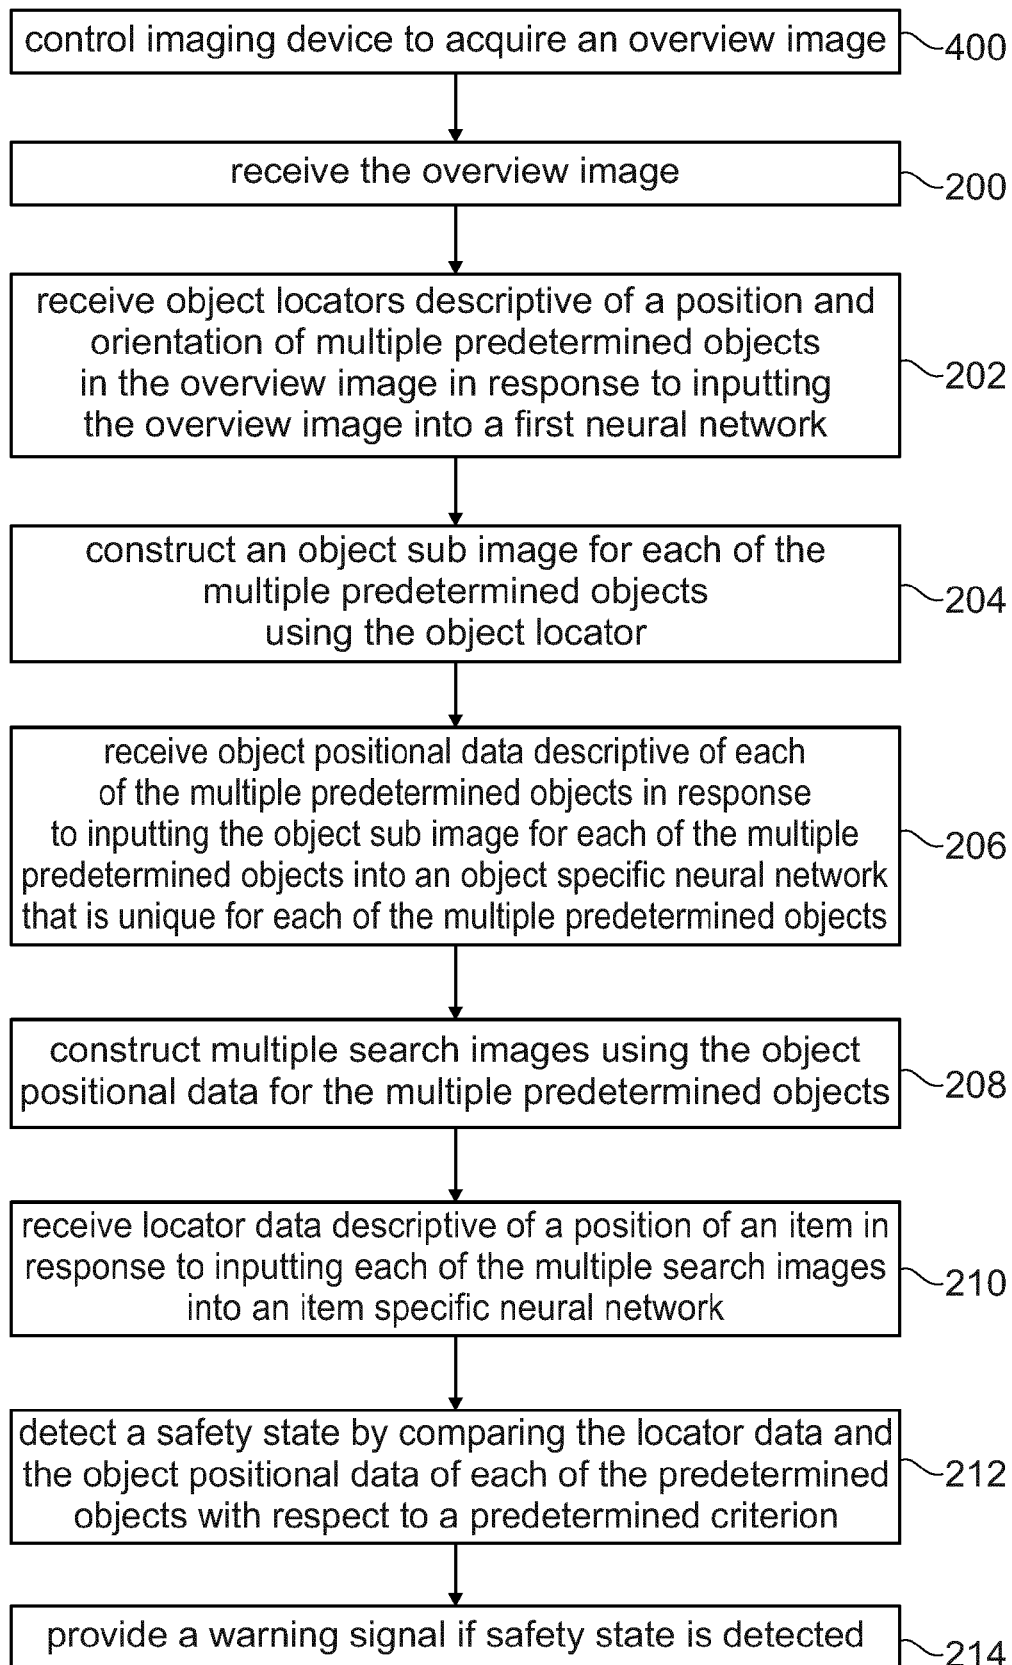 control imaging device to acquire an overview image
400
receive the overview image
200
receive object locators descriptive of a position and
orientation of multiple predetermined objects
in the overview image in response to inputting
the overview image into a first neural network
202
construct an object sub image for each of the
multiple predetermined objects
using the object locator
204
receive object positional data descriptive of each
of the multiple predetermined objects in response
to inputting the object sub image for each of the multiple
predetermined objects into an object specific neural network
that is unique for each of the multiple predetermined objects
206
construct multiple search images using the object
positional data for the multiple predetermined objects
208
receive locator data descriptive of a position of an item in
response to inputting each of the multiple search images
into an item specific neural network
210
detect a safety state by comparing the locator data and
the object positional data of each of the predetermined
objects with respect to a predetermined criterion
212
provide a warning signal if safety state is detected
214